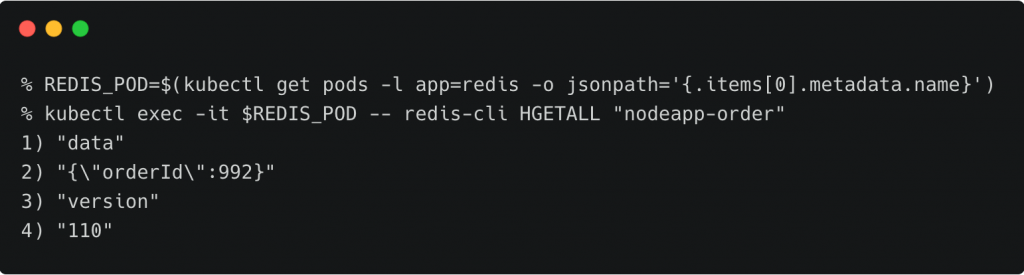 % REDIS_POD=$(kubectl get pods -l app=redis -o jsonpath='{.items[0].metadata.name}')
% kubectl exec -it $REDIS_POD -- redis-cli HGETALL "nodeapp-order"
1) "data"
2) "{\"orderId\":992}"
3) "version"
4) "110"